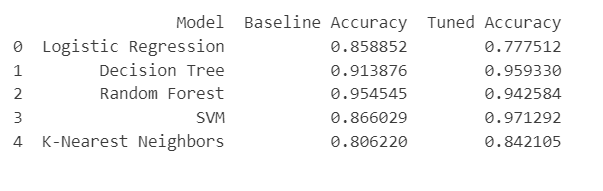 Model Baseline Accuracy Tuned Accuracy
0 Logistic Regression 0.858852 0.777512
1 Decision Tree 0.913876 0.959330
2 Random Forest 0.954545 0.942584
3 SVM 0.866029 0.971292
4 K-Nearest Neighbors 0.806220 0.842105